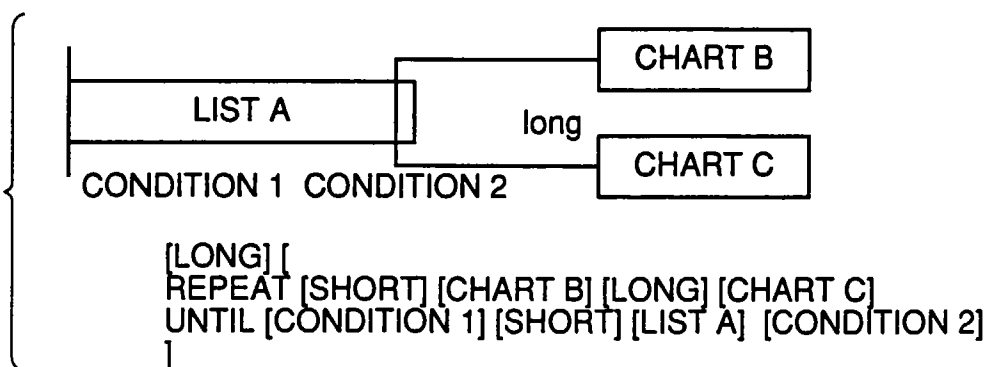 CHART B
LIST A
long
CHART C
CONDITION 1 CONDITION 2
[LONG] [
REPEAT [SHORT] [CHART B] [LONG] [CHART C]
UNTIL [CONDITION 1] [SHORT] [LIST A] [CONDITION 2]
]